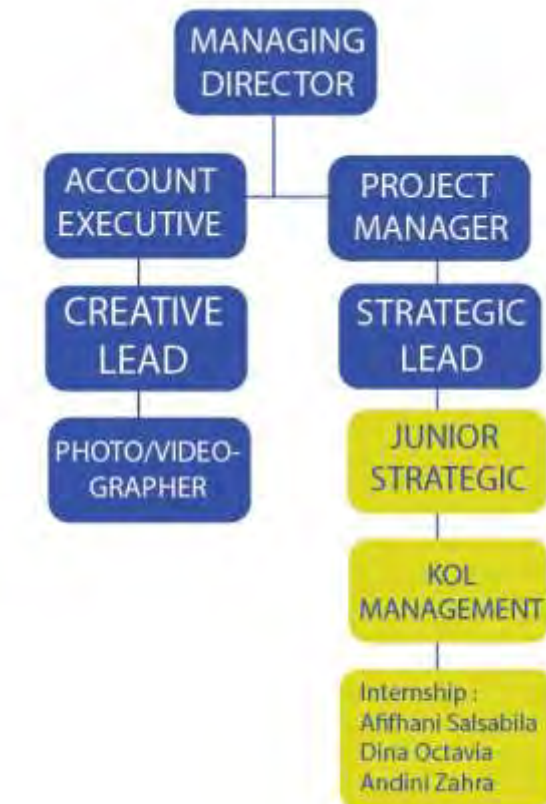 MANAGING
DIRECTOR
ACCOUNT
EXECUTIVE
PROJECT
MANAGER
CREATIVE
LEAD
STRATEGIC
LEAD
PHOTO/VIDEO-
GRAPHER
JUNIOR
STRATEGIC
KOL
MANAGEMENT
Internship :
Afifhani Salsabila
Dina Octavia
Andini Zahra